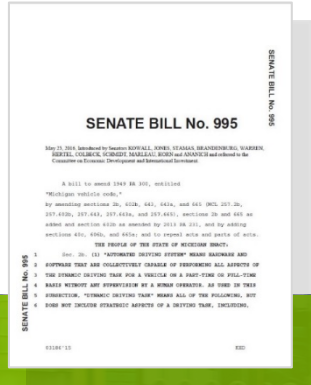 SENATE BILL No. 995
SENATE BILL No. 995
May 25, 2016, Introduced by Senators KOWALL, JONES, STAMAS, BRANDENBURG, WARREN,
HERTEL, COLBECK, SCHMIDT, MARLEAU, HORN and ANANICH and referred to the
Committee on Economic Development and International Investment.
A bill to amend 1949 PA 300, entitled
"Michigan vehicle code,"
by amending sections 2b, 602b, 643, 643a, and 665 (MCL 257.2b,
257.602b, 257.643, 257.643a, and 257.665), sections 2b and 665 as
added and section 602b as amended by 2013 PA 231, and by adding
sections 40c, 606b, and 665a; and to repeal acts and parts of acts.
THE PEOPLE OF THE STATE OF MICHIGAN ENACT:
1 Sec. 2b. (1) "AUTOMATED DRIVING SYSTEM" MEANS HARDWARE AND
2 SOFTWARE THAT ARE COLLECTIVELY CAPABLE OF PERFORMING ALL ASPECTS OF
3 THE DYNAMIC DRIVING TASK FOR A VEHICLE ON A PART-TIME OR FULL-TIME
4 BASIS WITHOUT ANY SUPERVISION BY A HUMAN OPERATOR. AS USED IN THIS
5 SUBSECTION, "DYNAMIC DRIVING TASK" MEANS ALL OF THE FOLLOWING, BUT
6 DOES NOT INCLUDE STRATEGIC ASPECTS OF A DRIVING TASK, INCLUDING,
SENATE BILL No. 995